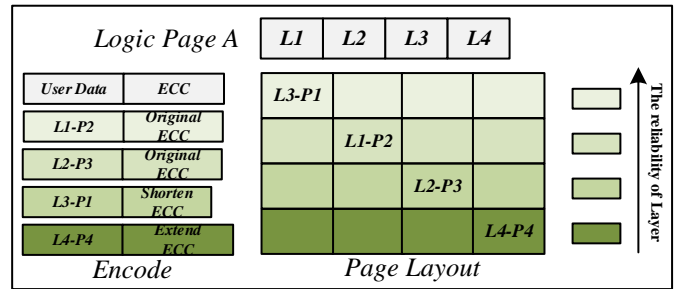 Logic Page A
L1 L2 L3 L4
User Data ECC
L1-P2 Original ECC
L2-P3 Original ECC
L3-P1 Shorten ECC
L4-P4 Extend ECC
Encode
L3-P1
L1-P2
L2-P3
L4-P4
Page Layout
The reliability of Layer